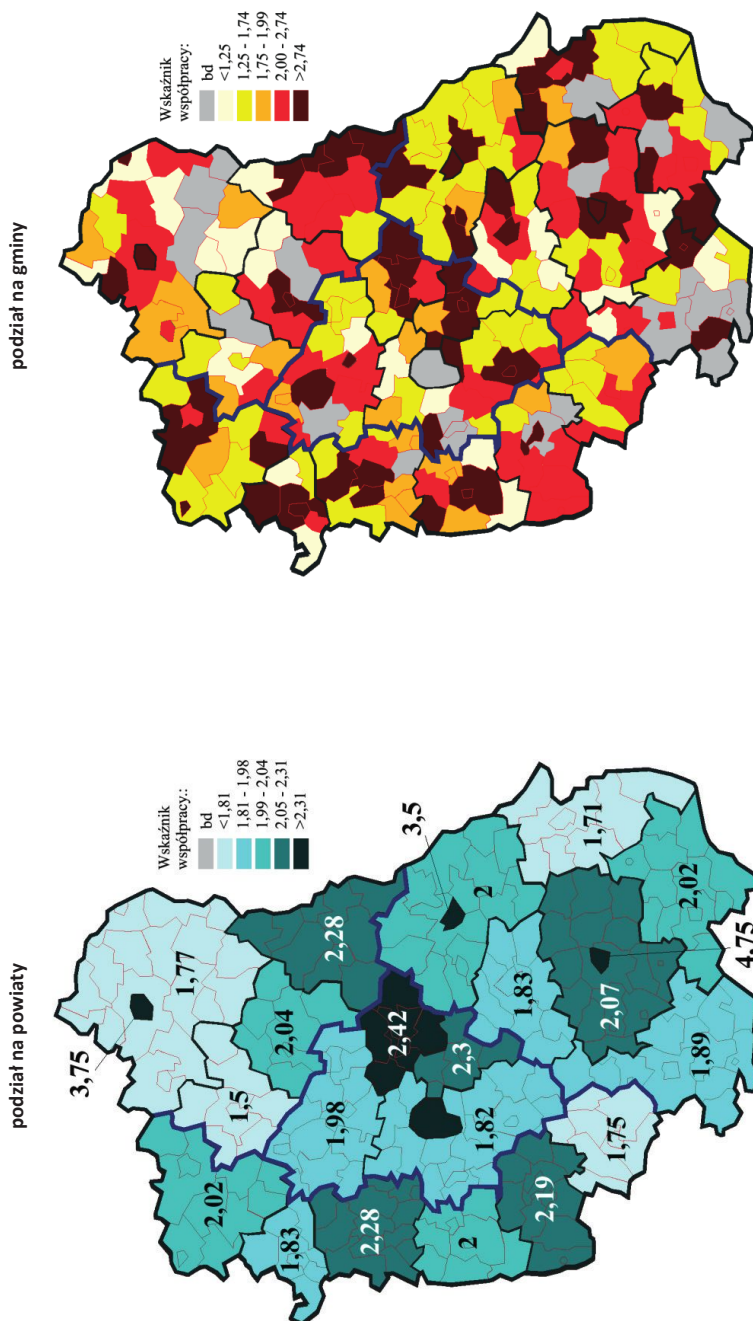 podział na powiaty
Wskaźnik
współpracy.:
bd
<1,81
1,81 - 1,98
1,99 - 2,04
2,05 - 2,31
>2,31
3,75
1,77
2,02
1,5
2,04
1,83
1,98
2,28
2,28
2,42
3,5
2,3
1,82
2
2
1,83
2,19
1,71
1,75
2,07
2,02
1,89
4,75
podział na gminy
Wskaźnik
współpracy:
bd
<1,25
1,25 - 1,74
1,75 - 1,99
2,00 - 2,74
>2,74